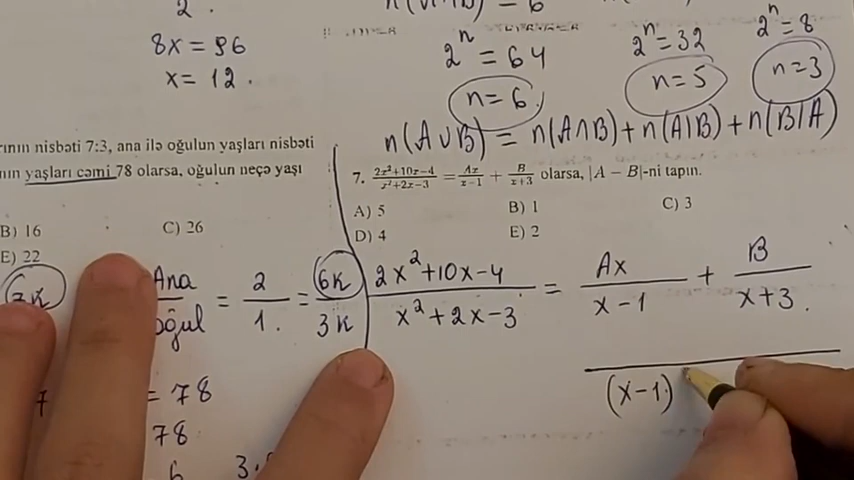 2.
8x = 96
x = 12.
2ⁿ = 64
n = 6.
2ⁿ = 32
n = 5
2ⁿ = 8
n = 3
n(A∪B) = n(A∩B) + n(A\B) + n(B\A)
nisbəti 7:3, ana ilə oğulun yaşları nisbəti
yaşları cəmi 78 olarsa, oğulun neçə yaşı
B) 16 C) 26
E) 22
Ana/oğul = 2/1. = 6k/3k
= 78
78
6 3.
7. (2x²+10x−4)/(x²+2x−3) = Ax/(x−1) + B/(x+3) olarsa, |A − B|-ni tapın.
A) 5 B) 1 C) 3
D) 4 E) 2
(2x²+10x−4)/(x²+2x−3) = Ax/(x−1) + B/(x+3).
(x−1)